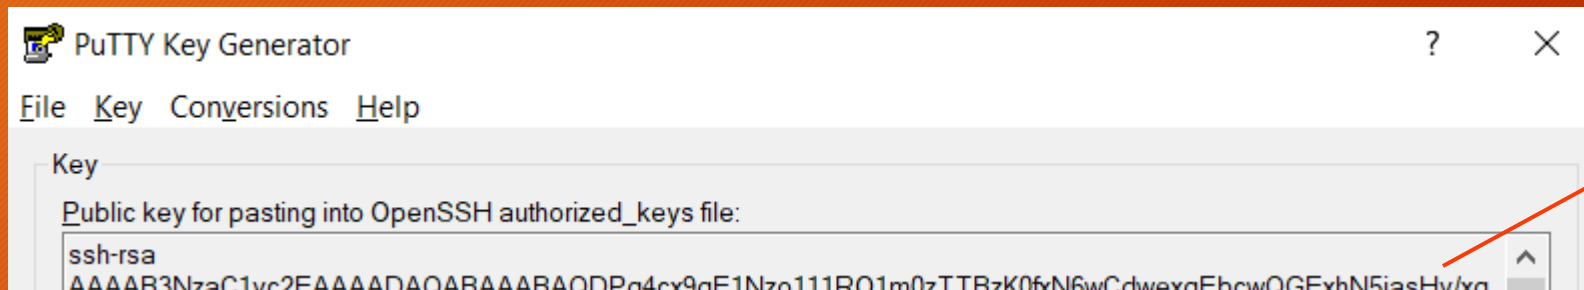 PuTTY Key Generator
?
File Key Conversions Help
Key
Public key for pasting into OpenSSH authorized_keys file:
ssh-rsa